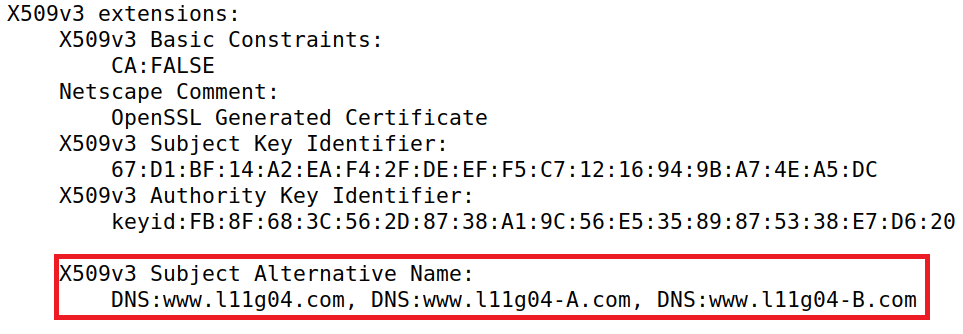 X509v3 extensions:
X509v3 Basic Constraints:
CA:FALSE
Netscape Comment:
OpenSSL Generated Certificate
X509v3 Subject Key Identifier:
67:D1:BF:14:A2:EA:F4:2F:DE:EF:F5:C7:12:16:94:9B:A7:4E:A5:DC
X509v3 Authority Key Identifier:
keyid:FB:8F:68:3C:56:2D:87:38:A1:9C:56:E5:35:89:87:53:38:E7:D6:20
X509v3 Subject Alternative Name:
DNS:www.l11g04.com, DNS:www.l11g04-A.com, DNS:www.l11g04-B.com